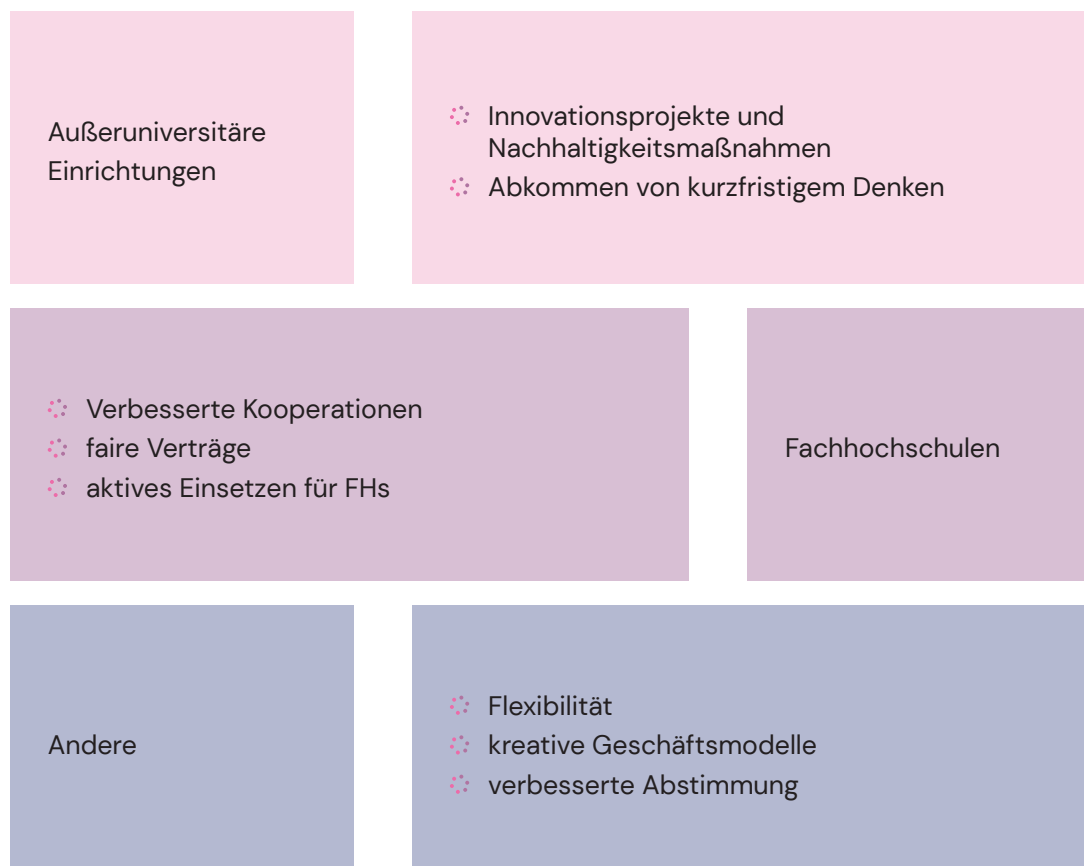 Außeruniversitäre
Einrichtungen
Innovationsprojekte und
Nachhaltigkeitsmaßnahmen
Abkommen von kurzfristigem Denken
Verbesserte Kooperationen
faire Verträge
aktives Einsetzen für FHs
Fachhochschulen
Andere
Flexibilität
kreative Geschäftsmodelle
verbesserte Abstimmung